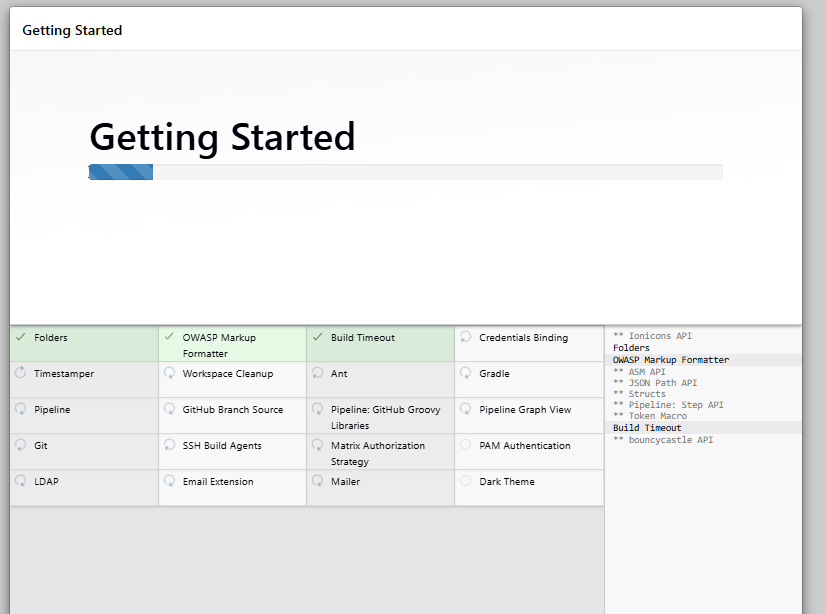 Getting Started
Getting Started
Folders
OWASP Markup
Formatter
Build Timeout
Credentials Binding
Timestamper
Workspace Cleanup
Ant
Gradle
Pipeline
GitHub Branch Source
Pipeline: GitHub Groovy
Libraries
Pipeline Graph View
Git
SSH Build Agents
Matrix Authorization
Strategy
PAM Authentication
LDAP
Email Extension
Mailer
Dark Theme
** Ionicons API
Folders
OWASP Markup Formatter
** ASM API
** JSON Path API
** Structs
** Pipeline: Step API
** Token Macro
Build Timeout
** bouncycastle API